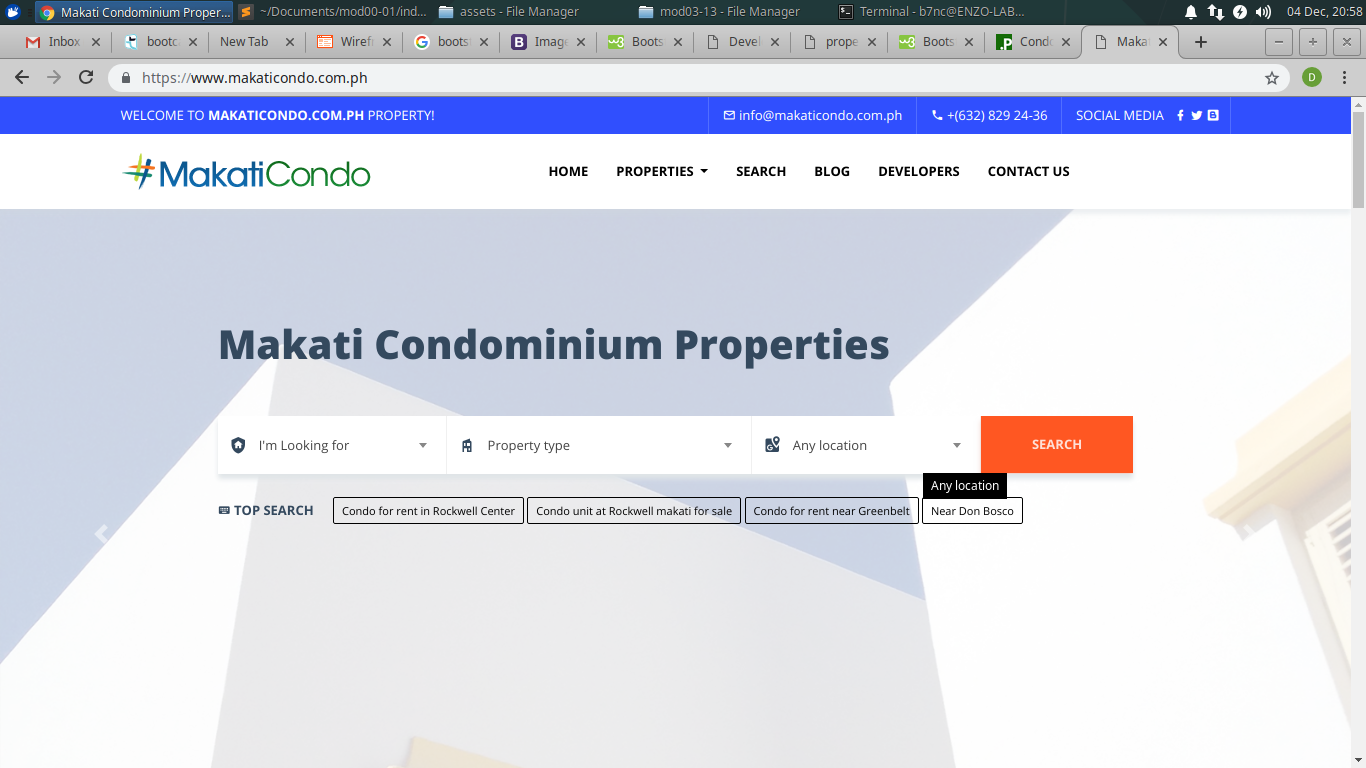 Makati Condominium Proper...
~/Documents/mod00-01/ind...
assets - File Manager
mod03-13 - File Manager
Terminal - b7nc@ENZO-LAB...
04 Dec, 20:58
Inbox
bootc
New Tab
Wirefr
boots
Image
Boots
Devel
prope
Boots
Condo
Makat
https://www.makaticondo.com.ph
D
WELCOME TO MAKATICONDO.COM.PH PROPERTY!
info@makaticondo.com.ph
+(632) 829 24-36
SOCIAL MEDIA
MakatiCondo
HOME
PROPERTIES
SEARCH
BLOG
DEVELOPERS
CONTACT US
Makati Condominium Properties
I'm Looking for
Property type
Any location
SEARCH
Any location
TOP SEARCH
Condo for rent in Rockwell Center
Condo unit at Rockwell makati for sale
Condo for rent near Greenbelt
Near Don Bosco